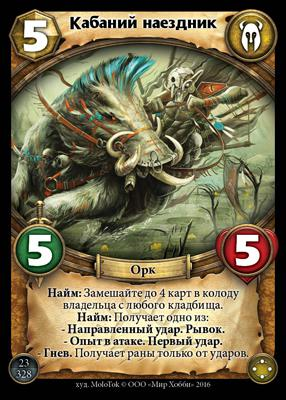 5
Кабаний наездник
5
5
Орк
Найм: Замешайте до 4 карт в колоду
владельца с любого кладбища.
Найм: Получает одно из:
- Направленный удар. Рывок.
- Опыт в атаке. Первый удар.
- Гнев. Получает раны только от ударов.
23
328
худ. MoloTok © ООО «Мир Хобби» 2016